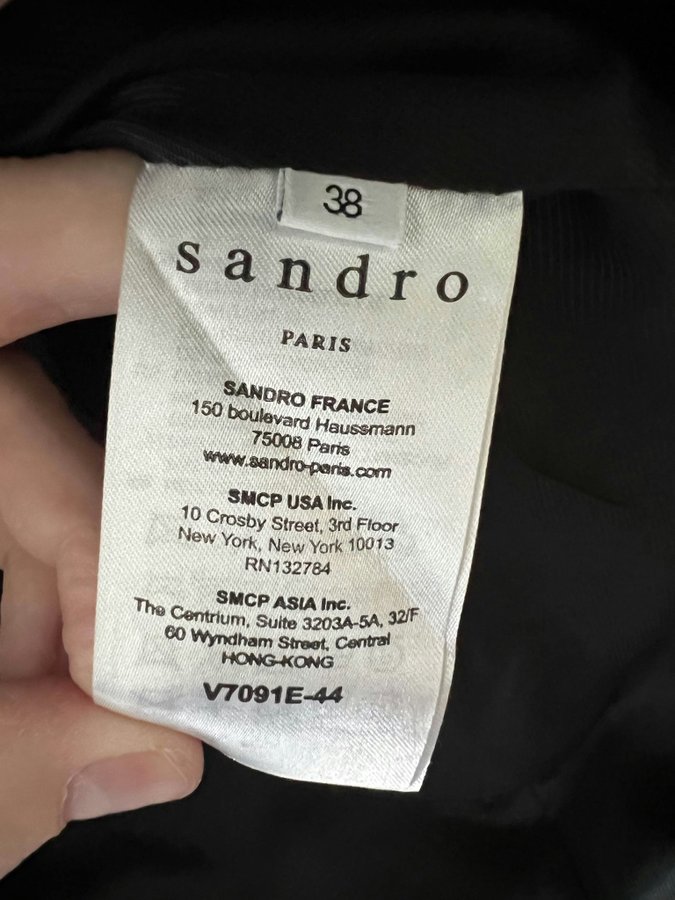 38
sandro
PARIS
SANDRO FRANCE
150 boulevard Haussmann
75008 Paris
www.sandro-paris.com
SMCP USA Inc.
10 Crosby Street, 3rd Floor
New York, New York 10013
RN132784
SMCP ASIA Inc.
The Centrium, Suite 3203A-5A, 32/F
60 Wyndham Street, Central
HONG-KONG
V7091E-44